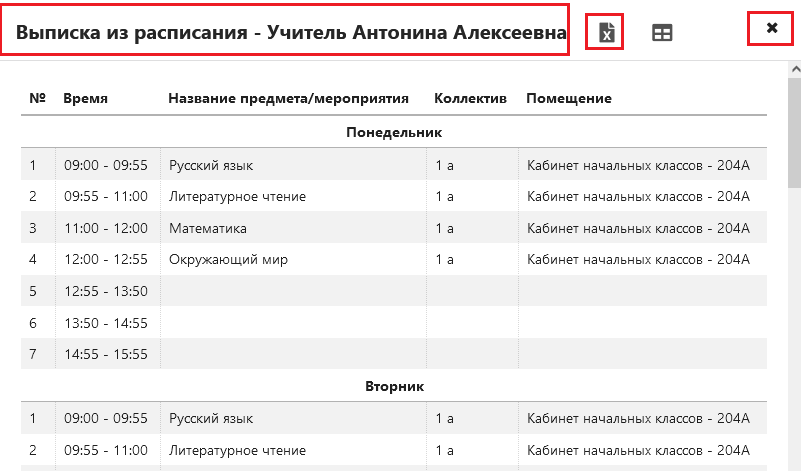 Выписка из расписания - Учитель Антонина Алексеевна
№ Время Название предмета/мероприятия Коллектив Помещение
Понедельник
1 09:00 - 09:55 Русский язык 1 а Кабинет начальных классов - 204А
2 09:55 - 11:00 Литературное чтение 1 а Кабинет начальных классов - 204А
3 11:00 - 12:00 Математика 1 а Кабинет начальных классов - 204А
4 12:00 - 12:55 Окружающий мир 1 а Кабинет начальных классов - 204А
5 12:55 - 13:50
6 13:50 - 14:55
7 14:55 - 15:55
Вторник
1 09:00 - 09:55 Русский язык 1 а Кабинет начальных классов - 204А
2 09:55 - 11:00 Литературное чтение 1 а Кабинет начальных классов - 204А